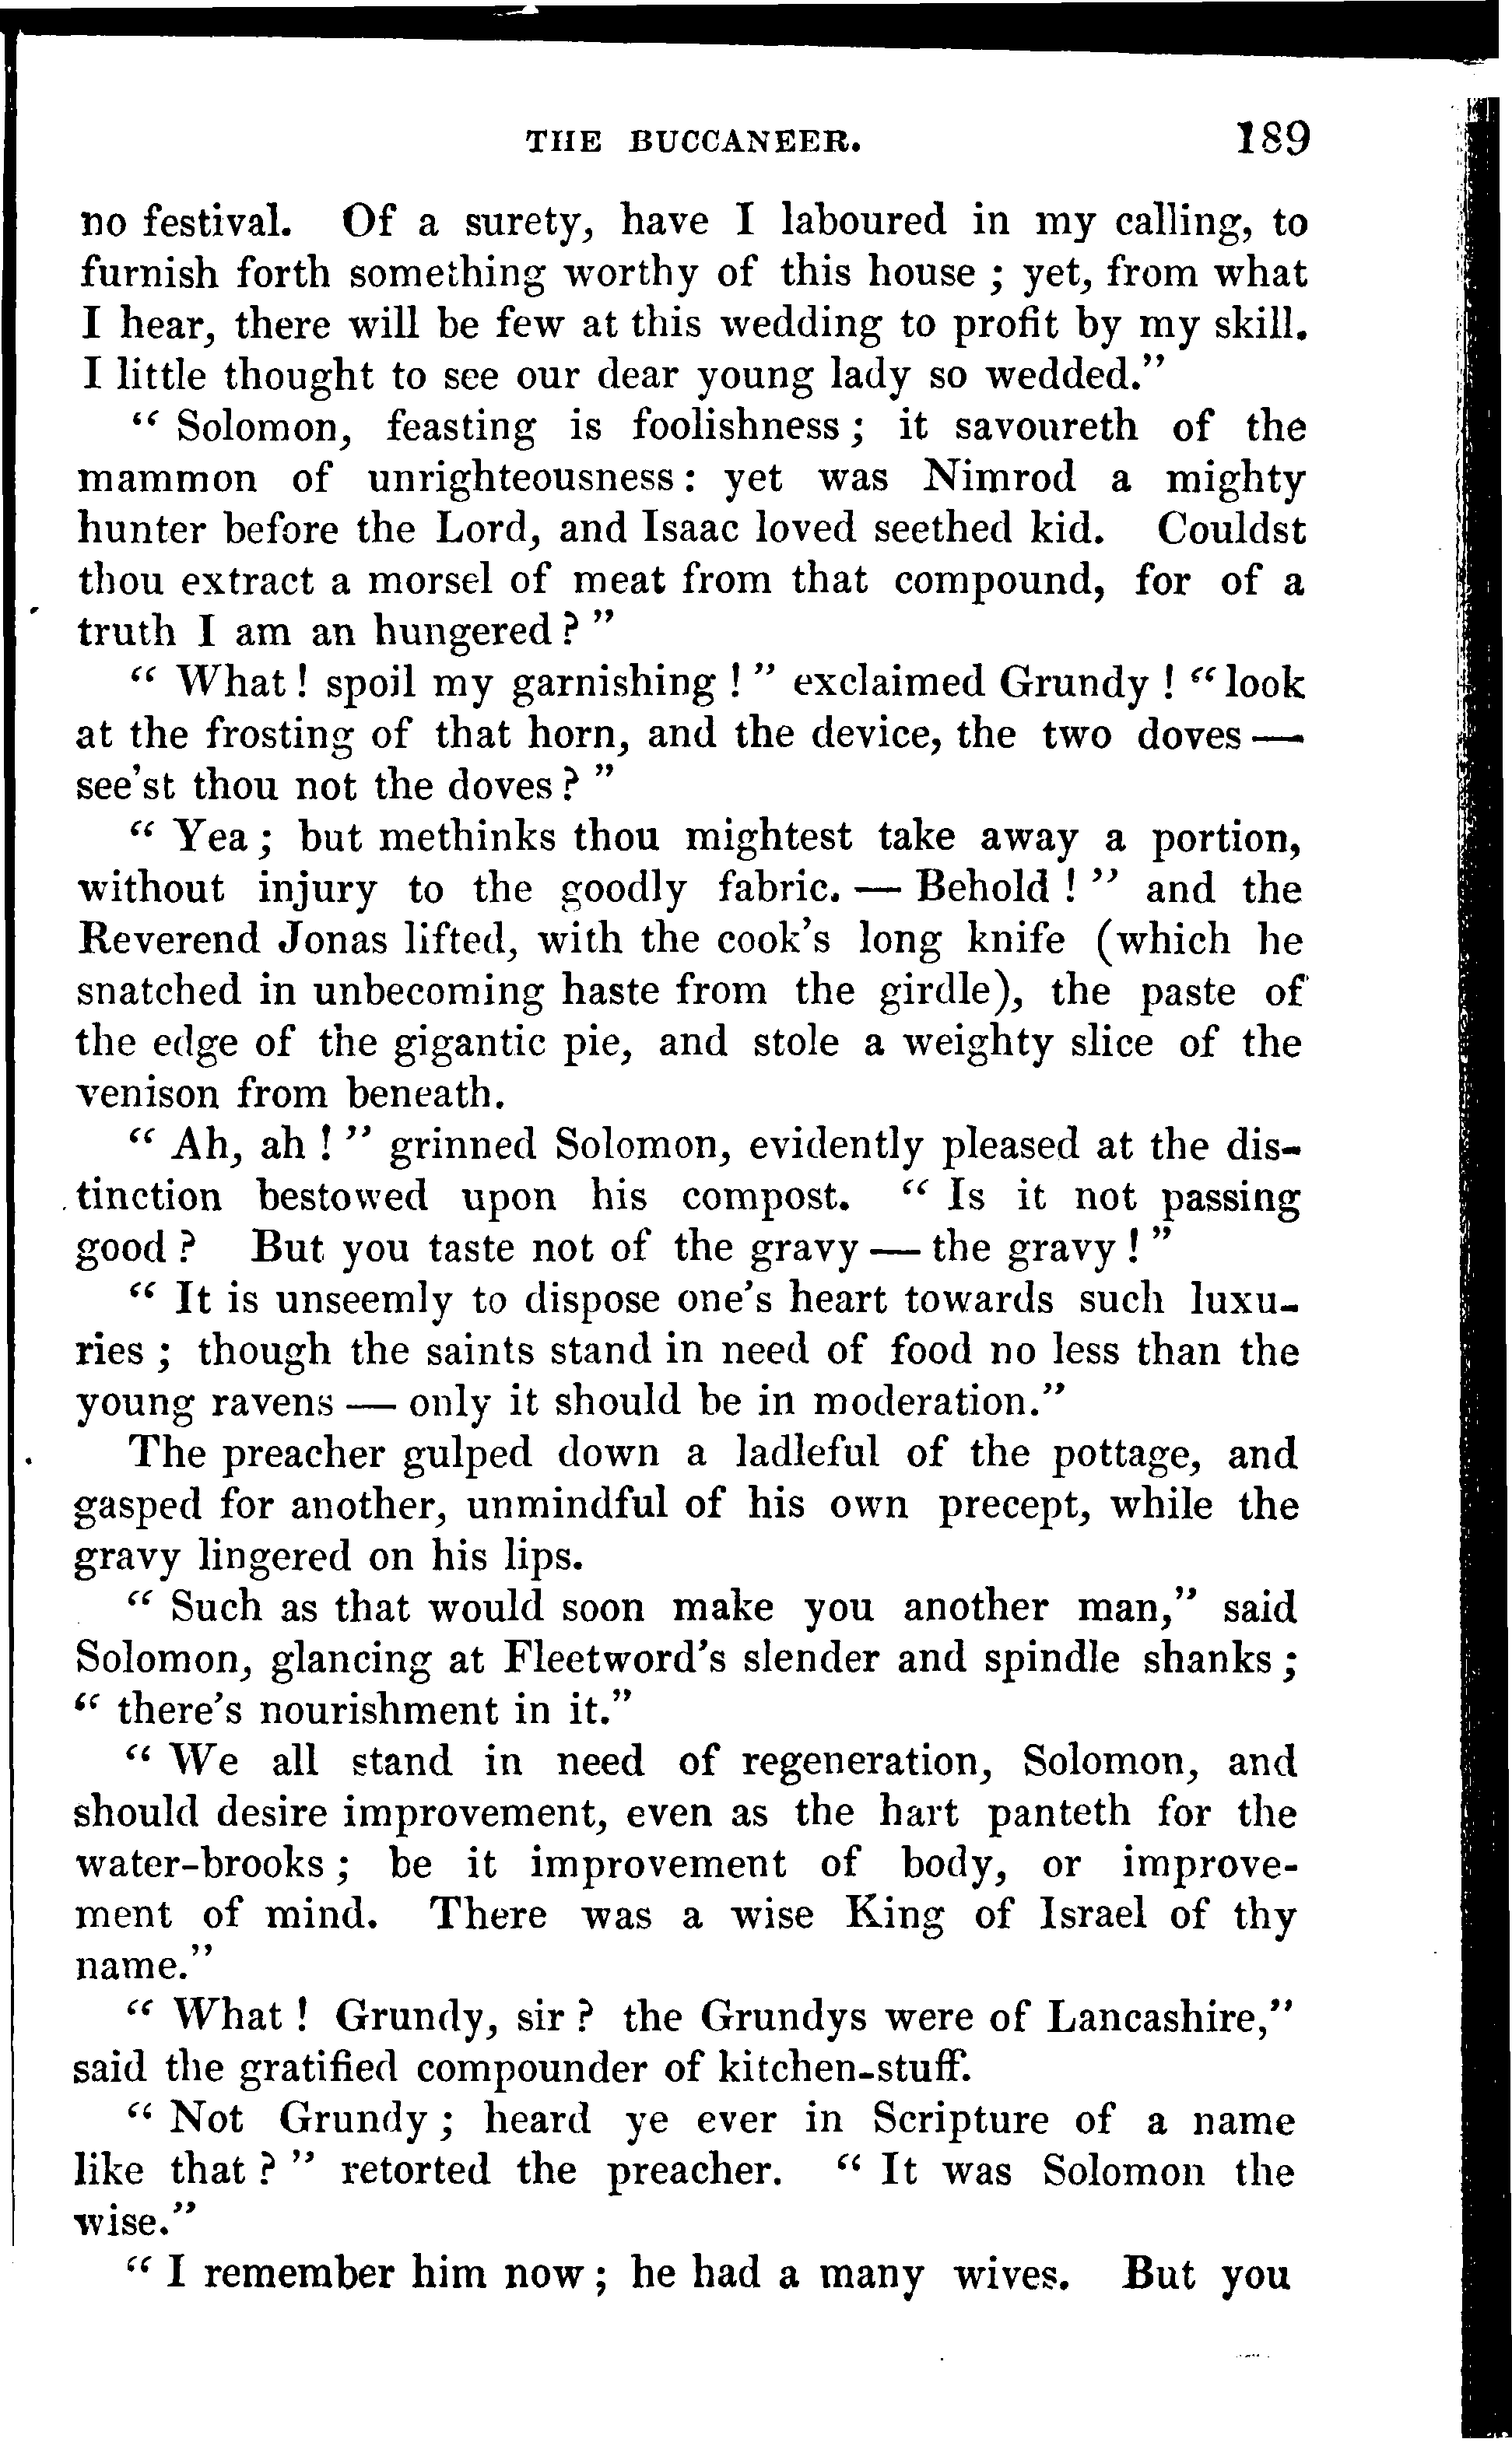 THE BUCCANEER. 189
no festival. Of a surety, have I laboured in my calling, to
furnish forth something worthy of this house ; yet, from what
I hear, there will be few at this wedding to profit by my skill.
I little thought to see our dear young lady so wedded.”
“ Solomon, feasting is foolishness ; it savoureth of the
mammon of unrighteousness : yet was Nimrod a mighty
hunter before the Lord, and Isaac loved seethed kid. Couldst
thou extract a morsel of meat from that compound, for of a
truth I am an hungered ? ”
“ What ! spoil my garnishing ! ” exclaimed Grundy ! “ look
at the frosting of that horn, and the device, the two doves —
see'st thou not the doves ? ”
“ Yea ; but methinks thou mightest take away a portion,
without injury to the goodly fabric. — Behold ! ” and the
Reverend Jonas lifted, with the cook's long knife (which he
snatched in unbecoming haste from the girdle), the paste of
the edge of the gigantic pie, and stole a weighty slice of the
venison from beneath.
“ Ah, ah ! ” grinned Solomon, evidently pleased at the dis-
tinction bestowed upon his compost. “ Is it not passing
good ? But you taste not of the gravy — the gravy ! ”
“ It is unseemly to dispose one's heart towards such luxu-
ries ; though the saints stand in need of food no less than the
young ravens — only it should be in moderation.”
The preacher gulped down a ladleful of the pottage, and
gasped for another, unmindful of his own precept, while the
gravy lingered on his lips.
“ Such as that would soon make you another man,” said
Solomon, glancing at Fleetword's slender and spindle shanks ;
“ there's nourishment in it.”
“ We all stand in need of regeneration, Solomon, and
should desire improvement, even as the hart panteth for the
water-brooks ; be it improvement of body, or improve-
ment of mind. There was a wise King of Israel of thy
name.”
“ What ! Grundy, sir ? the Grundys were of Lancashire,”
said the gratified compounder of kitchen-stuff.
“ Not Grundy ; heard ye ever in Scripture of a name
like that ? ” retorted the preacher. “ It was Solomon the
wise.”
“ I remember him now ; he had a many wives. But you